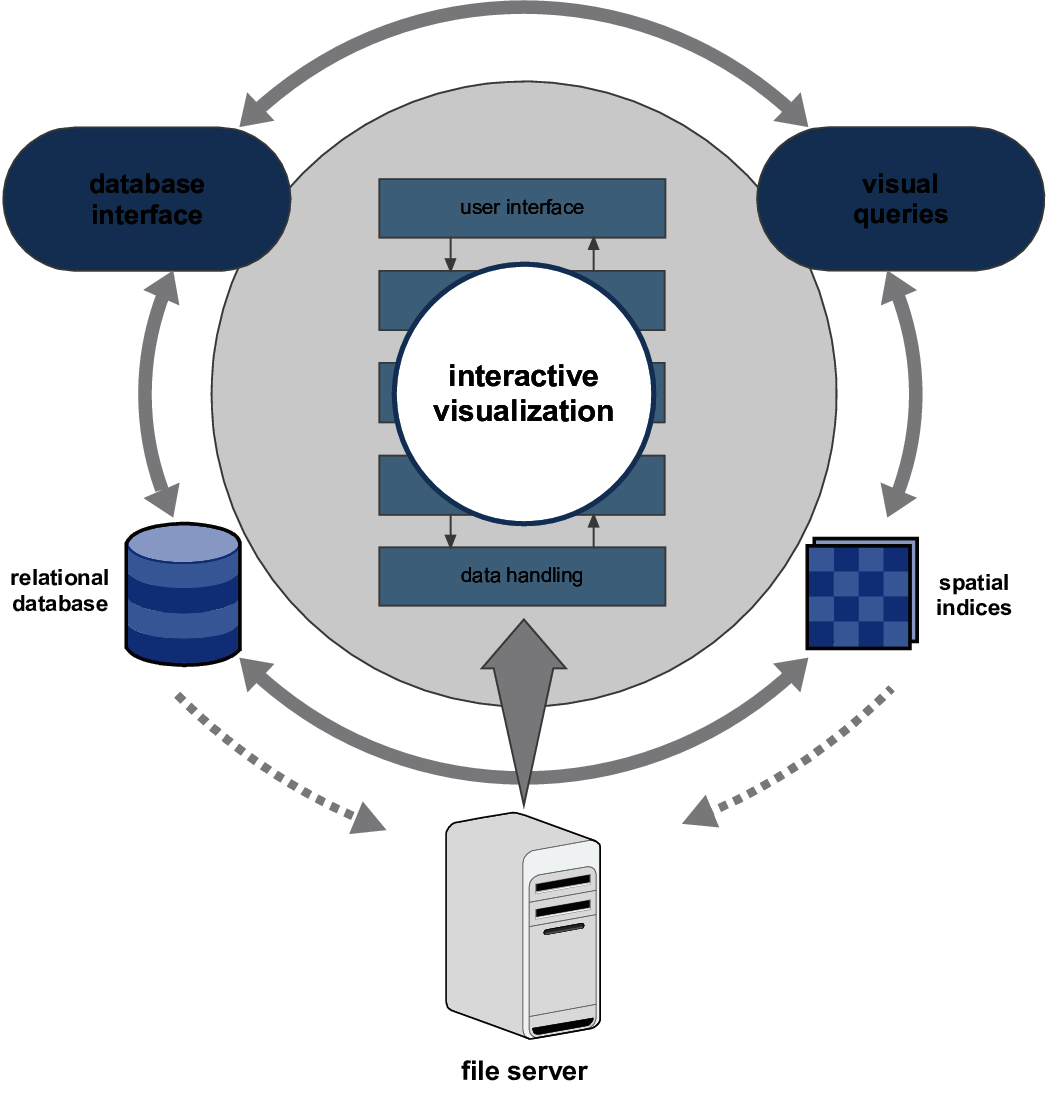 database
interface
visual
queries
user interface
interactive
visualization
data handling
relational
database
spatial
indices
file server